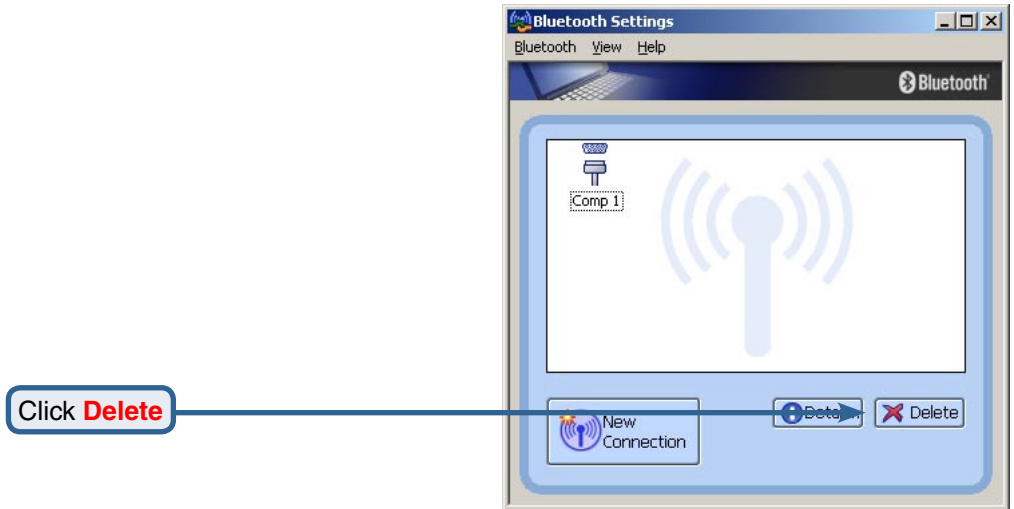 Bluetooth Settings
Bluetooth View Help
Bluetooth
Comp 1
Click Delete
New
Connection
Delete